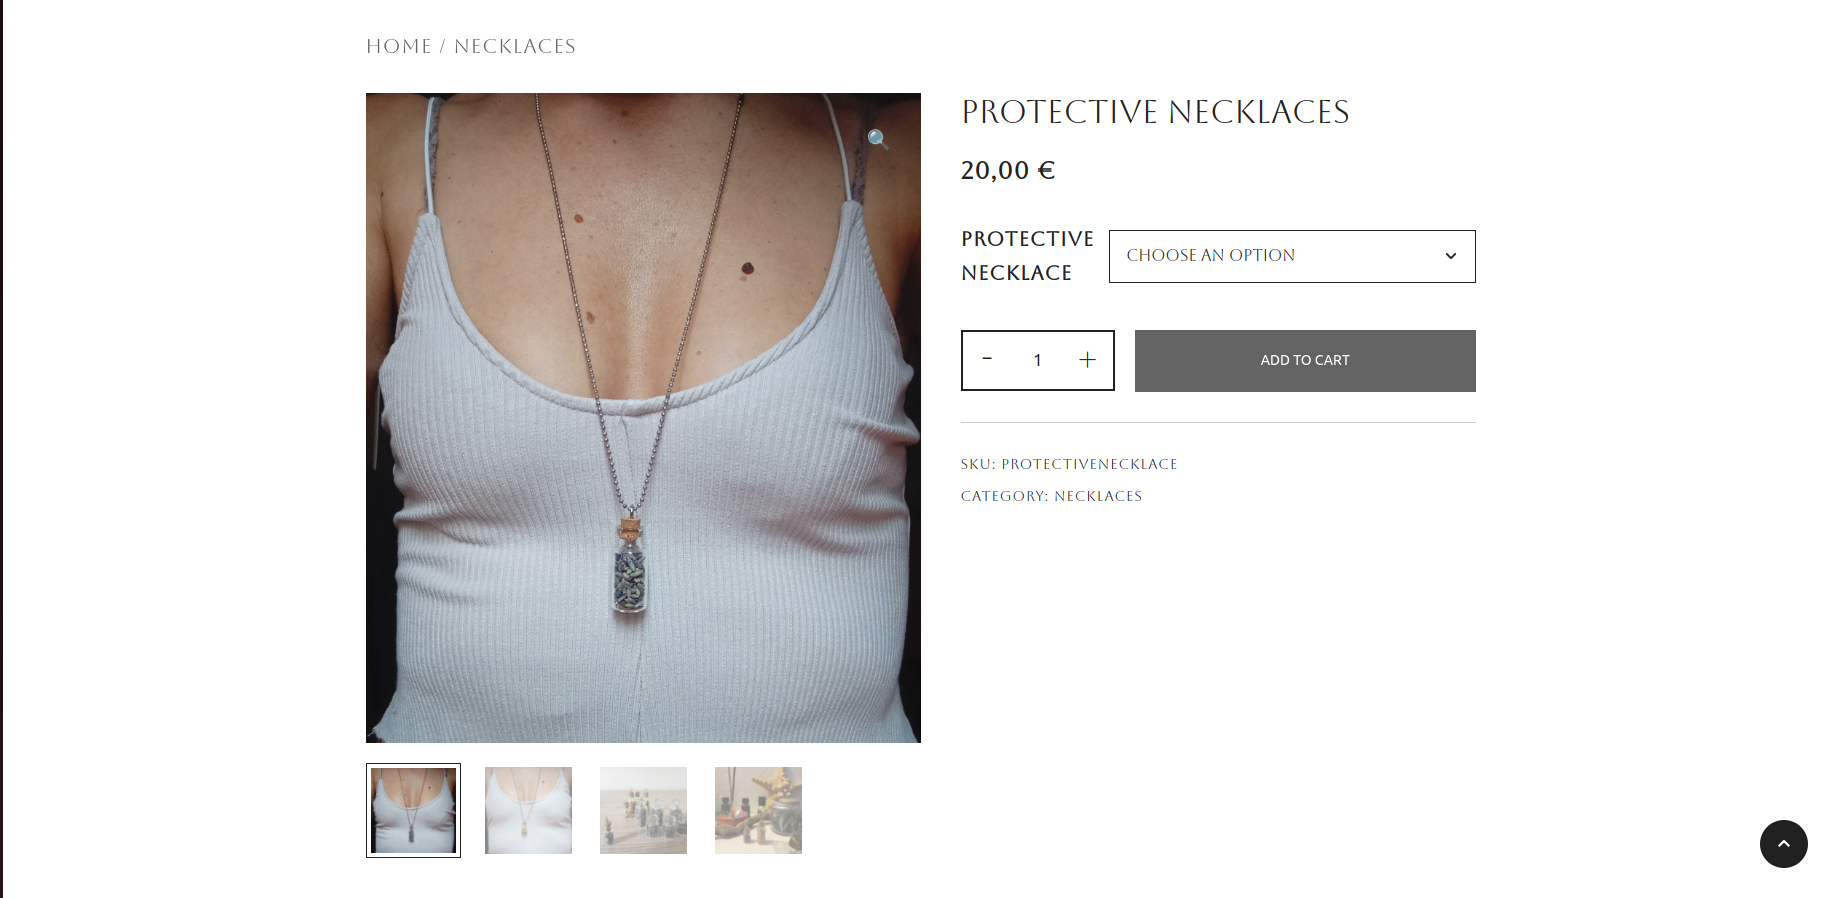 HOME / NECKLACES
PROTECTIVE NECKLACES
20,00 €
PROTECTIVE
NECKLACE
CHOOSE AN OPTION
- 1 +
ADD TO CART
SKU: PROTECTIVENECKLACE
CATEGORY: NECKLACES